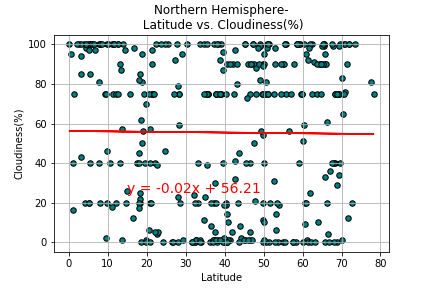 Northern Hemisphere-
Latitude vs. Cloudiness(%)
Cloudiness(%)
100
80
60
40
20
0
y = -0.02x + 56.21
0 10 20 30 40 50 60 70 80
Latitude